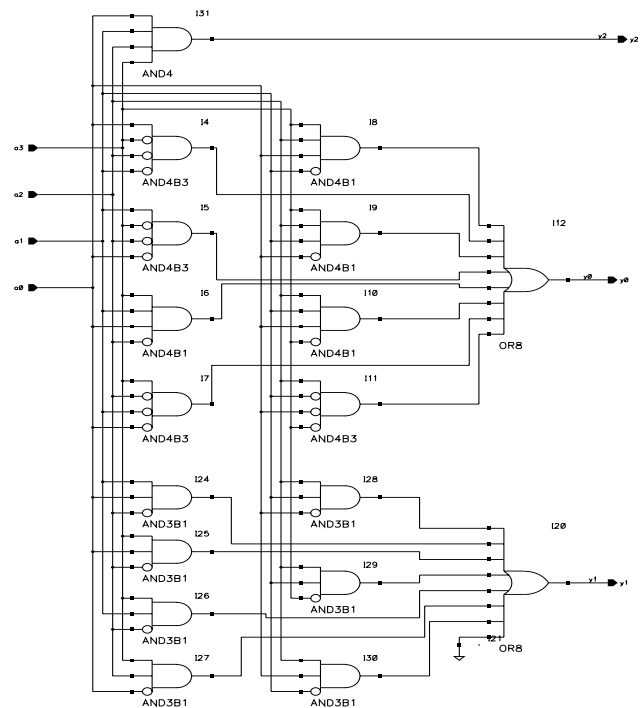 I31
y2
y2
AND4
I4
I8
a3
AND4B3
AND4B1
a2
I5
I9
I12
a1
AND4B3
AND4B1
y0
y0
a0
I6
I10
AND4B1
AND4B1
OR8
I7
I11
AND4B3
AND4B3
I24
I28
AND3B1
AND3B1
I20
I25
I29
AND3B1
y1
y1
I26
AND3B1
AND3B1
I21
OR8
I27
I30
AND3B1
AND3B1